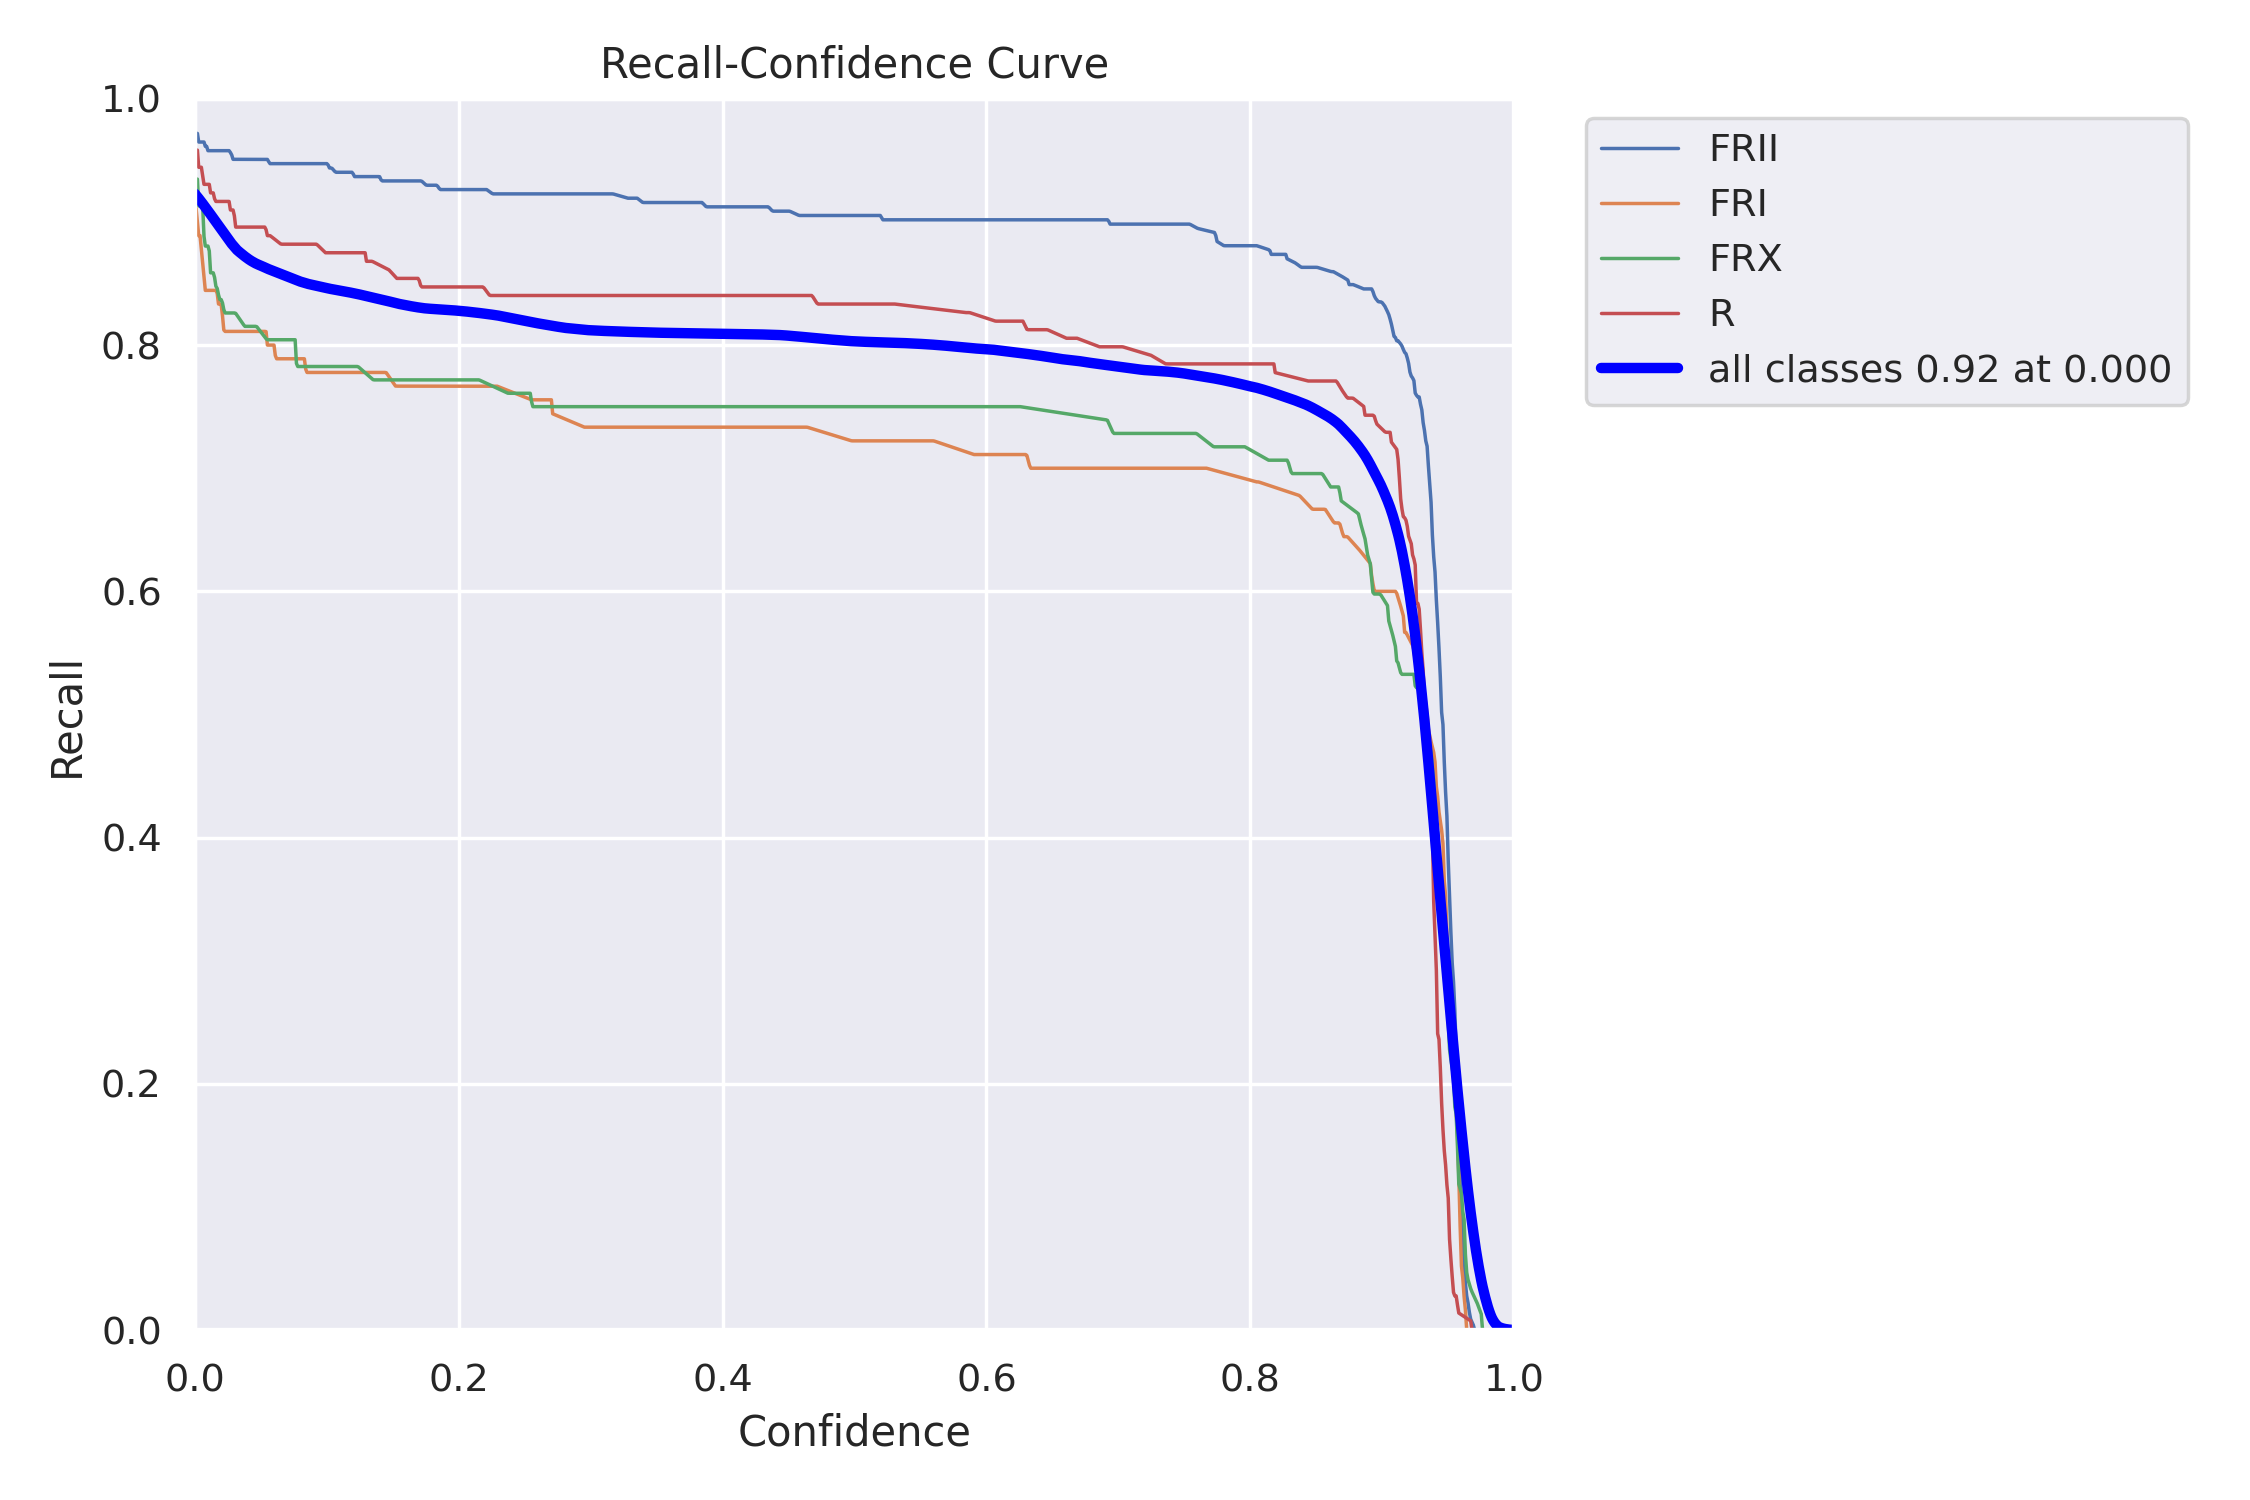 Recall-Confidence Curve
1.0
0.8
0.6
0.4
0.2
0.0
Recall
0.0 0.2 0.4 0.6 0.8 1.0
Confidence
FRII
FRI
FRX
R
all classes 0.92 at 0.000